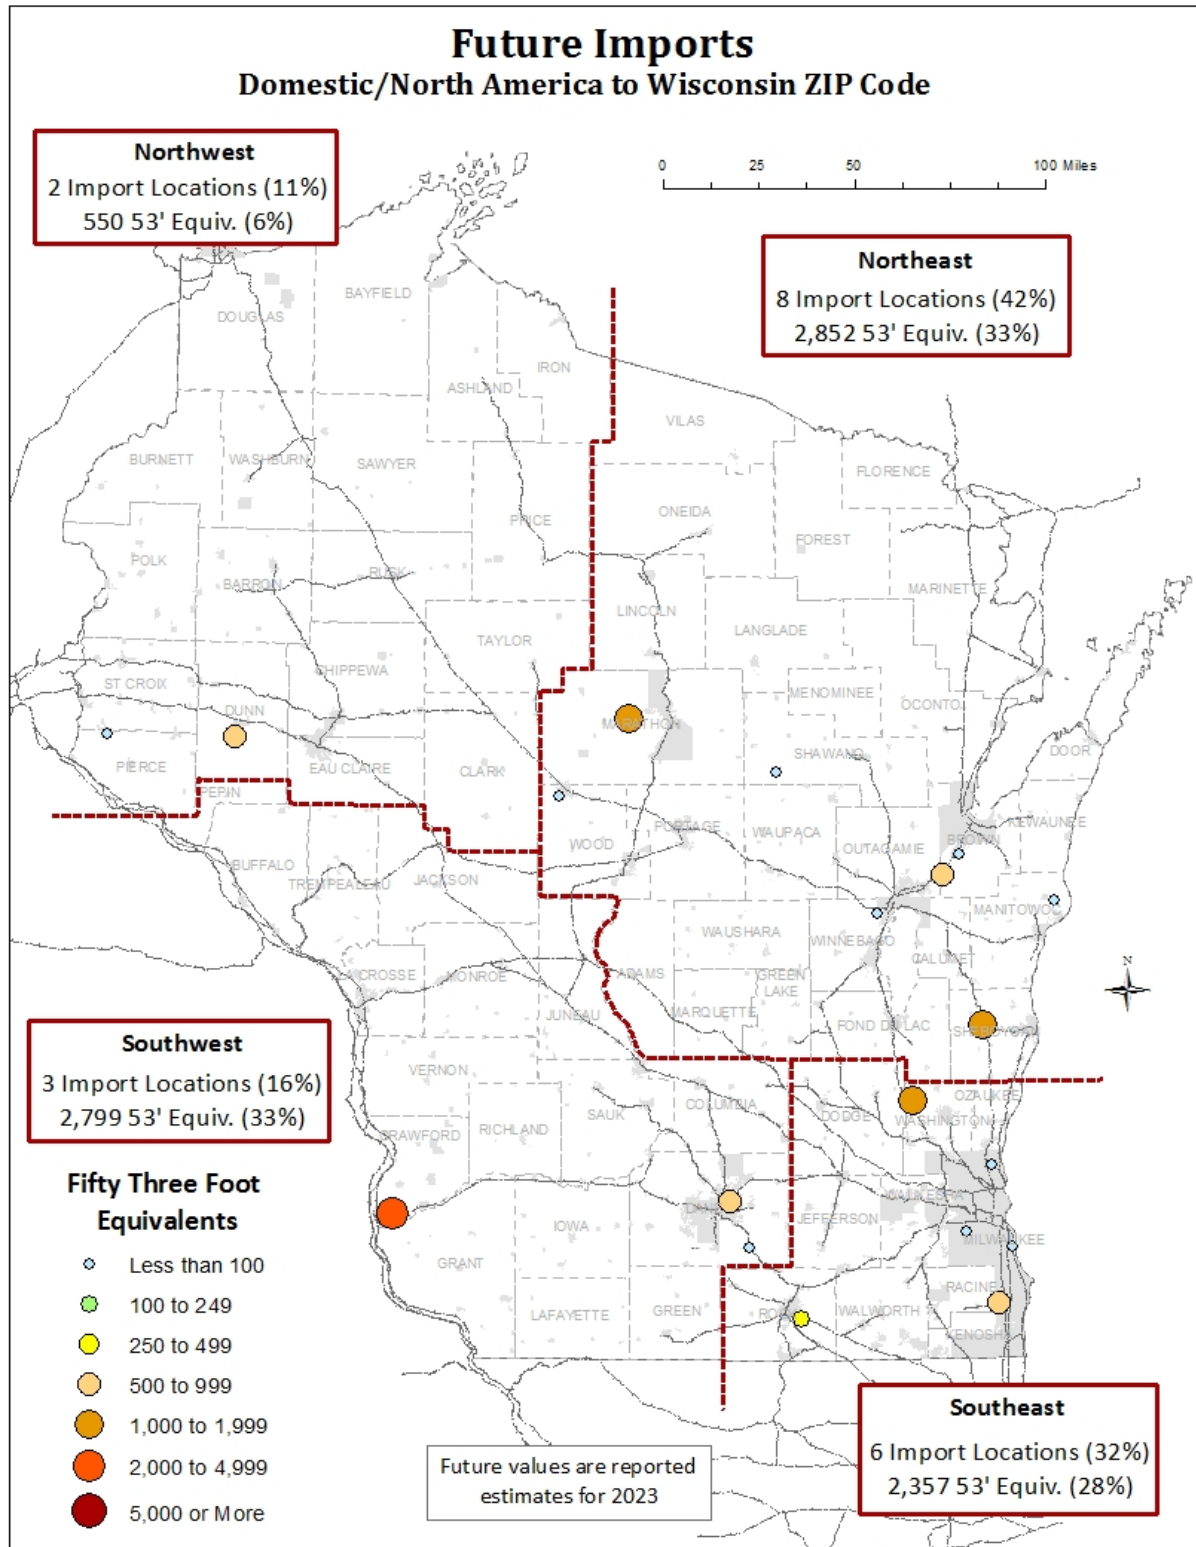 Future Imports
Domestic/North America to Wisconsin ZIP Code
Northwest
2 Import Locations (11%)
550 53' Equiv. (6%)
0 25 50 100 Miles
Northeast
8 Import Locations (42%)
2,852 53' Equiv. (33%)
BAYFIELD
DOUGLAS
IRON
ASHLAND
VILAS
BURNETT
WASHBURN
SAWYER
FLORENCE
ONEIDA
PRICE
FOREST
POLK
RUSK
BARRON
MARINETTE
LINCOLN
LANGLADE
TAYLOR
CHIPPEWA
ST CROIX
MENOMINEE
OCONTO
DUNN
MARATHON
SHAWANO
DOOR
PIERCE
EAU CLAIRE
CLARK
PEPIN
KEWAUNEE
PORTAGE
WAUPACA
BROWN
WOOD
OUTAGAMIE
BUFFALO
TREMPEALEAU
JACKSON
MANITOWOC
WAUSHARA
WINNEBAGO
CALUMET
LA CROSSE
MONROE
ADAMS
GREEN
LAKE
N
JUNEAU
MARQUETTE
FOND DU LAC
SHEBOYGAN
Southwest
3 Import Locations (16%)
2,799 53' Equiv. (33%)
VERNON
SAUK
COLUMBIA
DODGE
OZAUKEE
WASHINGTON
CRAWFORD
RICHLAND
DANE
WAUKESHA
JEFFERSON
IOWA
MILWAUKEE
GRANT
RACINE
LAFAYETTE
GREEN
ROCK
WALWORTH
KENOSHA
Fifty Three Foot
Equivalents
Less than 100
100 to 249
250 to 499
500 to 999
1,000 to 1,999
2,000 to 4,999
5,000 or More
Future values are reported
estimates for 2023
Southeast
6 Import Locations (32%)
2,357 53' Equiv. (28%)